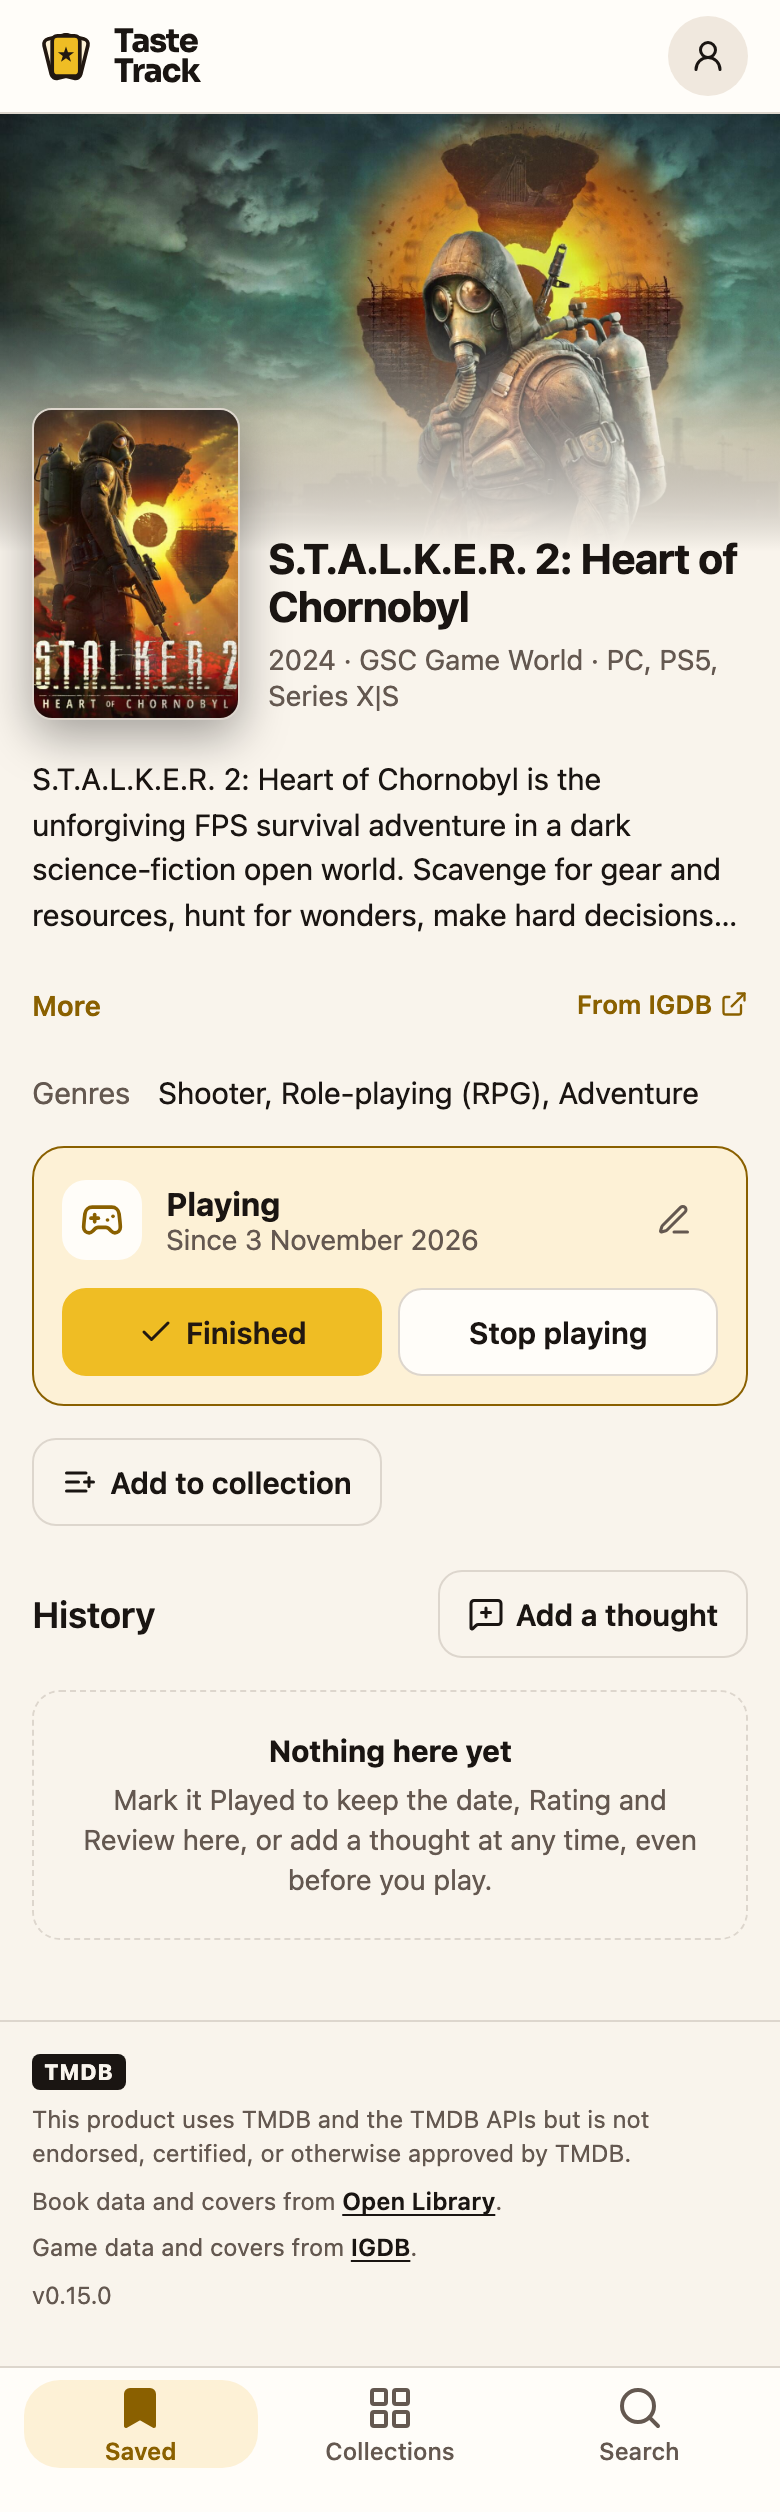 Taste
Track
STALKER 2
HEART OF CHORNOBYL
S.T.A.L.K.E.R. 2: Heart of
Chornobyl
2024 · GSC Game World · PC, PS5,
Series X|S
S.T.A.L.K.E.R. 2: Heart of Chornobyl is the
unforgiving FPS survival adventure in a dark
science-fiction open world. Scavenge for gear and
resources, hunt for wonders, make hard decisions...
More
From IGDB
Genres Shooter, Role-playing (RPG), Adventure
Playing
Since 3 November 2026
Finished
Stop playing
Add to collection
History
Add a thought
Nothing here yet
Mark it Played to keep the date, Rating and
Review here, or add a thought at any time, even
before you play.
TMDB
This product uses TMDB and the TMDB APIs but is not
endorsed, certified, or otherwise approved by TMDB.
Book data and covers from Open Library.
Game data and covers from IGDB.
v0.15.0
Saved
Collections
Search